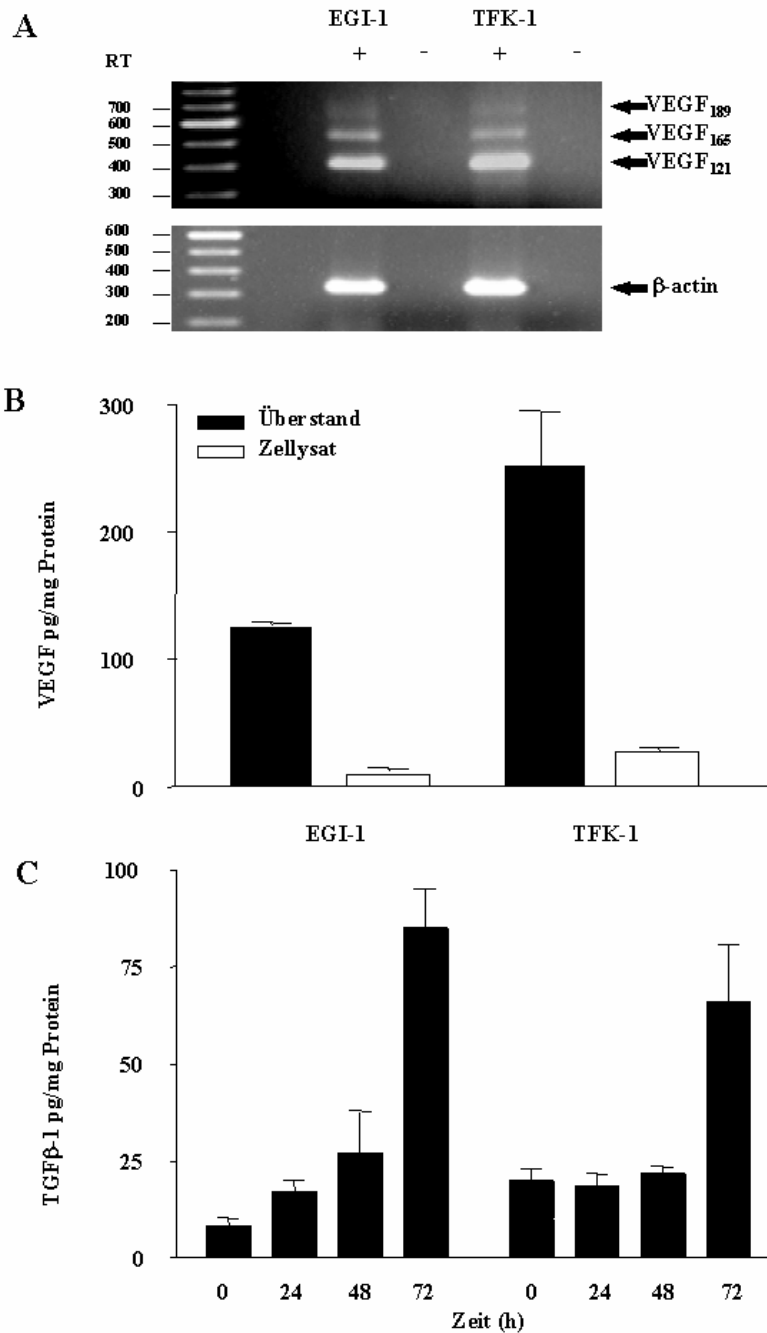 A
EGI-1 TFK-1
RT + - + -
700
600
500
400
300
VEGF189
VEGF165
VEGF121
600
500
400
300
200
β-actin
B
VEGF pg/mg Protein
300
200
100
0
Überstand
Zellysat
EGI-1 TFK-1
C
TGFβ-1 pg/mg Protein
100
75
50
25
0
0 24 48 72 0 24 48 72
Zeit (h)